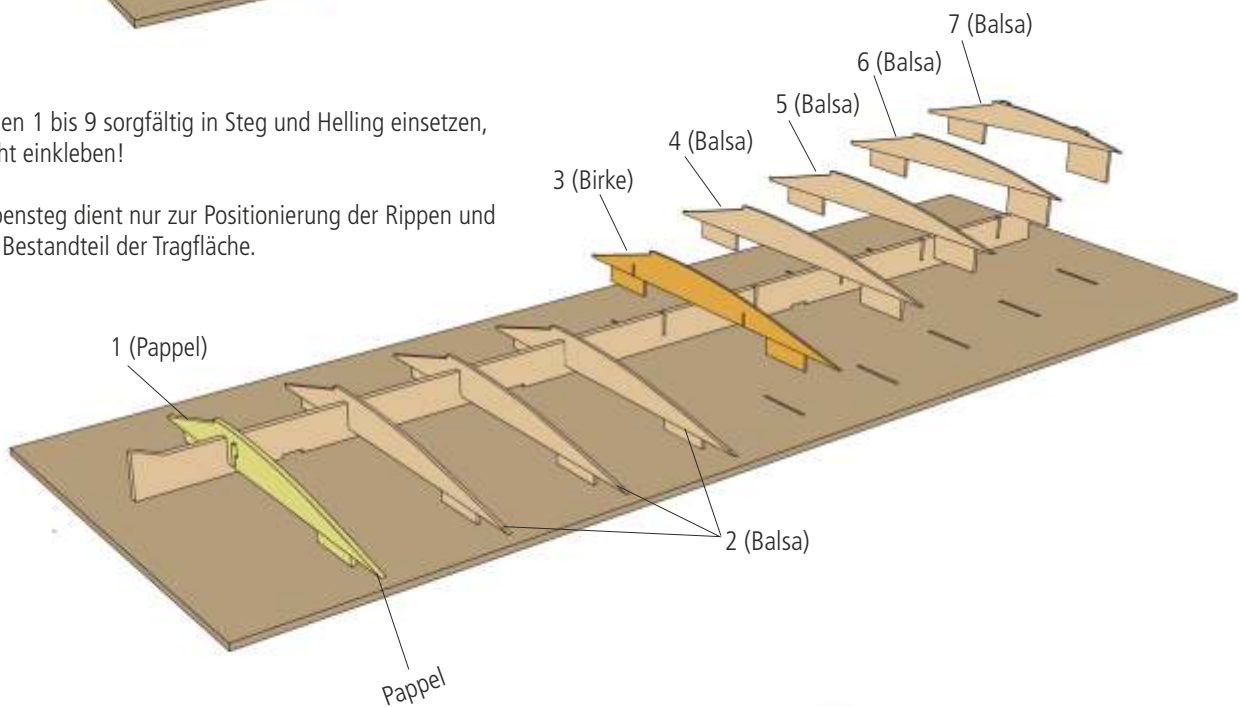 7 (Balsa)
6 (Balsa)
5 (Balsa)
4 (Balsa)
3 (Birke)
en 1 bis 9 sorgfältig in Steg und Helling einsetzen,
ht einkleben!
pensteg dient nur zur Positionierung der Rippen und
Bestandteil der Tragfläche.
1 (Pappel)
2 (Balsa)
Pappel